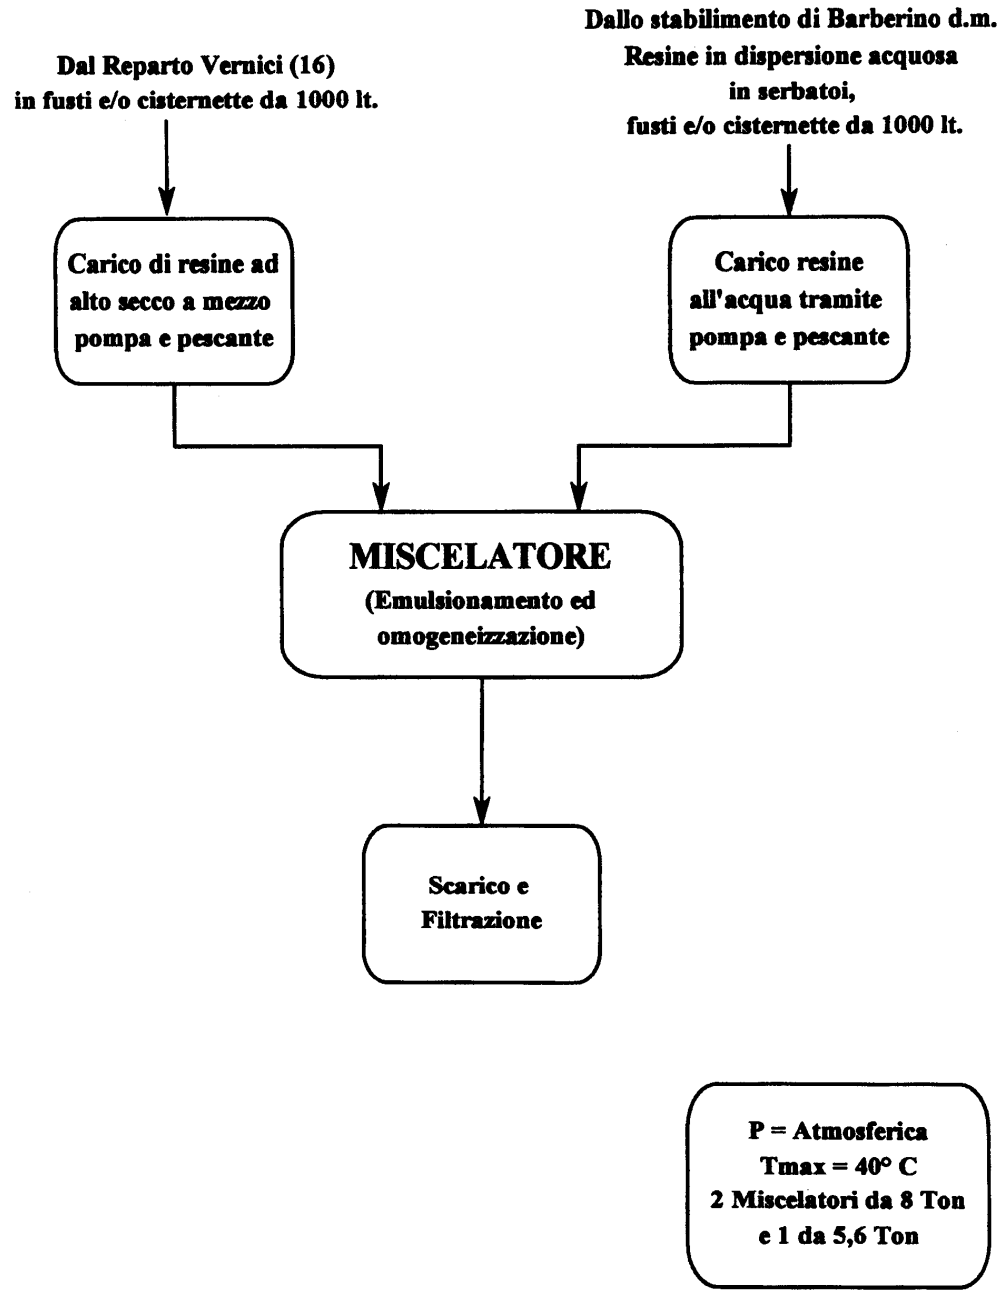 Dal Reparto Vernici (16)
in fusti e/o cisternette da 1000 lt.
Dallo stabilimento di Barberino d.m.
Resine in dispersione acquosa
in serbatoi,
fusti e/o cisternette da 1000 lt.
Carico di resine ad
alto secco a mezzo
pompa e pescante
Carico resine
all'acqua tramite
pompa e pescante
MISCELATORE
(Emulsionamento ed
omogeneizzazione)
Scarico e
Filtrazione
P = Atmosferica
Tmax = 40° C
2 Miscelatori da 8 Ton
e 1 da 5,6 Ton